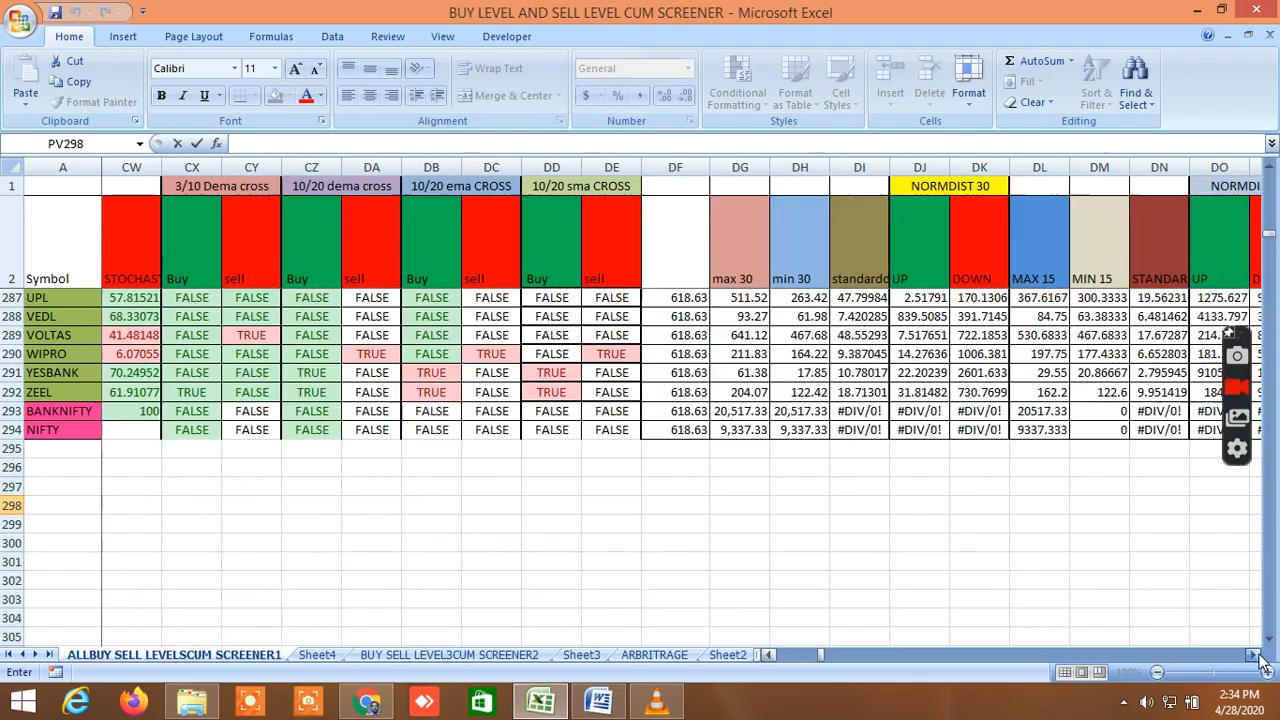 BUY LEVEL AND SELL LEVEL CUM SCREENER - Microsoft Excel
Home Insert Page Layout Formulas Data Review View Developer
Cut
Copy
Format Painter
Paste
Clipboard
Calibri 11
B I U
Font
Wrap Text
Merge & Center
Alignment
General
$ % ,
Number
Conditional Formatting
Format as Table
Cell Styles
Styles
Insert Delete Format
Cells
AutoSum
Fill
Clear
Sort & Filter
Find & Select
Editing
PV298
A CW CX CY CZ DA DB DC DD DE DF DG DH DI DJ DK DL DM DN DO
1 3/10 Dema cross 10/20 dema cross 10/20 ema CROSS 10/20 sma CROSS NORMDIST 30 NORMDI
2 Symbol STOCHAS Buy sell Buy sell Buy sell Buy sell max 30 min 30 standardd UP DOWN MAX 15 MIN 15 STANDAR UP
287 UPL 57.81521 FALSE FALSE FALSE FALSE FALSE FALSE FALSE FALSE 618.63 511.52 263.42 47.79984 2.51791 170.1306 367.6167 300.3333 19.56231 1275.627
288 VEDL 68.33073 FALSE FALSE FALSE FALSE FALSE FALSE FALSE FALSE 618.63 93.27 61.98 7.420285 839.5085 391.7145 84.75 63.38333 6.481462 4133.797
289 VOLTAS 41.48148 FALSE TRUE FALSE FALSE FALSE FALSE FALSE FALSE 618.63 641.12 467.68 48.55293 7.517651 722.1853 530.6833 467.6833 17.67287 214.
290 WIPRO 6.07055 FALSE FALSE FALSE TRUE FALSE TRUE FALSE TRUE 618.63 211.83 164.22 9.387045 14.27636 1006.381 197.75 177.4333 6.652803 181.
291 YESBANK 70.24952 FALSE FALSE TRUE FALSE TRUE FALSE TRUE FALSE 618.63 61.38 17.85 10.78017 22.20239 2601.633 29.55 20.86667 2.795945 9105
292 ZEEL 61.91077 TRUE FALSE TRUE FALSE TRUE FALSE TRUE FALSE 618.63 204.07 122.42 18.71301 31.81482 730.7699 162.2 122.6 9.951419 184
293 BANKNIFTY 100 FALSE FALSE FALSE FALSE FALSE FALSE FALSE FALSE 618.63 20,517.33 20,517.33 #DIV/0! #DIV/0! #DIV/0! 20517.33 0 #DIV/0! #DIV/0!
294 NIFTY FALSE FALSE FALSE FALSE FALSE FALSE FALSE FALSE 618.63 9,337.33 9,337.33 #DIV/0! #DIV/0! #DIV/0! 9337.333 0 #DIV/0! #DIV/0!
295
296
297
298
299
300
301
302
303
304
305
ALLBUY SELL LEVELSCUM SCREENER1 Sheet4 BUY SELL LEVEL3CUM SCREENER2 Sheet3 ARBRITRAGE Sheet2
Enter 100%
2:34 PM
4/28/2020